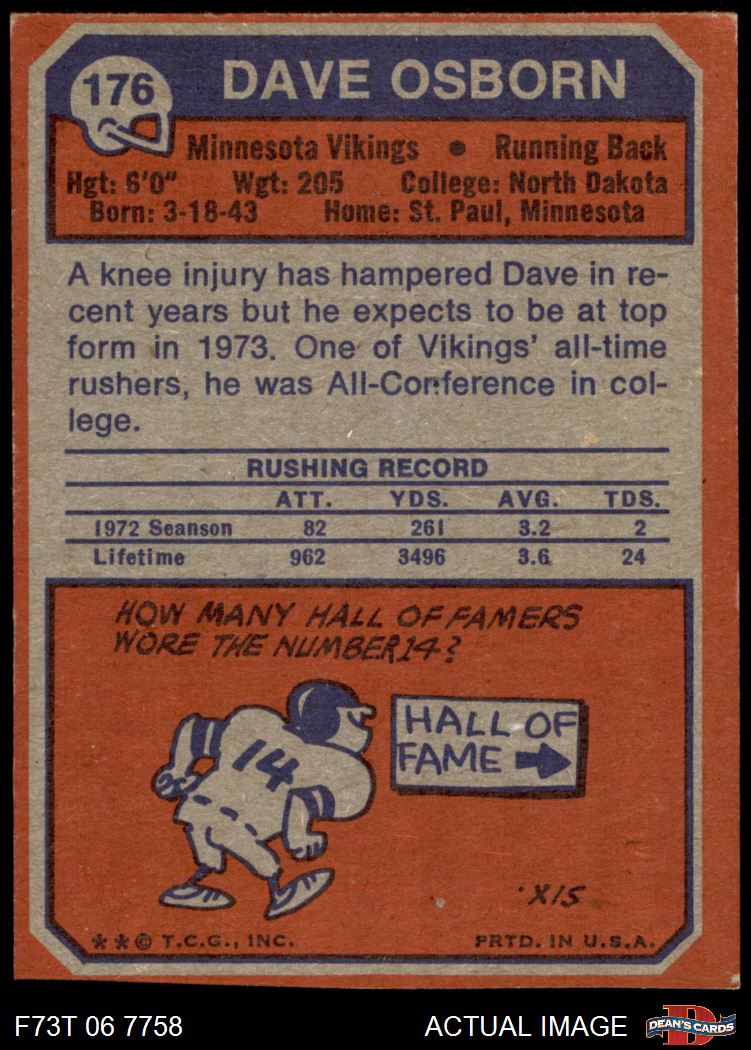 176
DAVE OSBORN
Minnesota Vikings • Running Back
Hgt: 6'0" Wgt: 205 College: North Dakota
Born: 3-18-43 Home: St. Paul, Minnesota
A knee injury has hampered Dave in re-
cent years but he expects to be at top
form in 1973. One of Vikings' all-time
rushers, he was All-Conference in col-
lege.
RUSHING RECORD
ATT. YDS. AVG. TDS.
1972 Seanson 82 261 3.2 2
Lifetime 962 3496 3.6 24
HOW MANY HALL OF FAMERS
WORE THE NUMBER 14?
14
HALL OF
FAME
XIS
**© T.C.G., INC. PRTD. IN U.S.A.
F73T 06 7758 ACTUAL IMAGE
D
DEAN'S CARDS